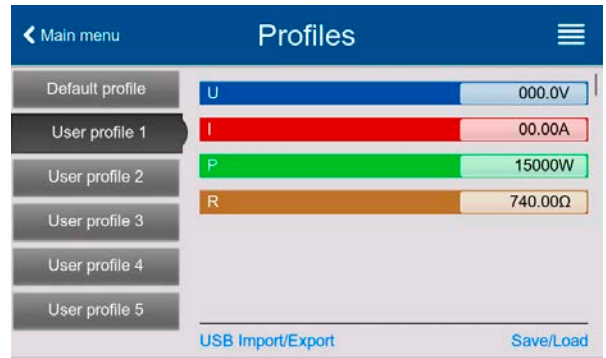 Main menu
Profiles
Default profile
User profile 1
User profile 2
User profile 3
User profile 4
User profile 5
U 000.0V
I 00.00A
P 15000W
R 740.00Ω
USB Import/Export
Save/Load